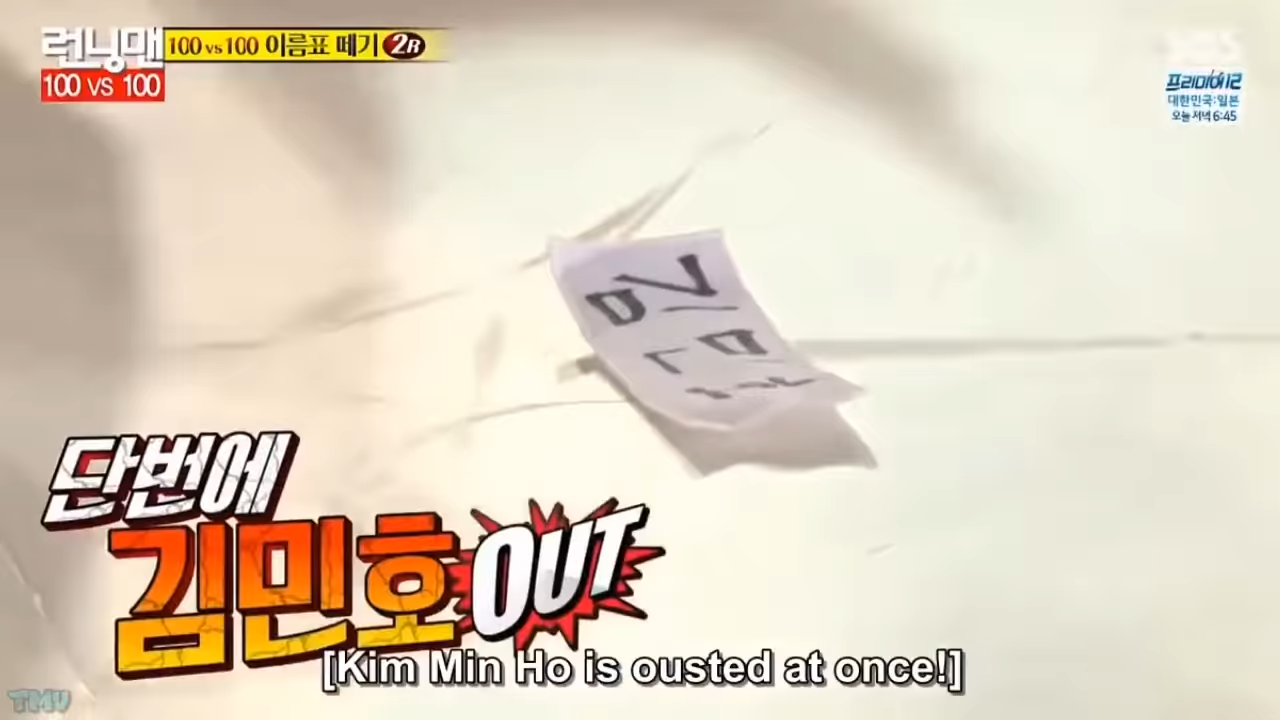 런닝맨 100 vs 100 이름표 떼기 2R
100 VS 100
SBS
프리미어12
대한민국:일본
오늘 저녁 6:45
김
민
단번에
김민호 OUT
[Kim Min Ho is ousted at once!]
TMV